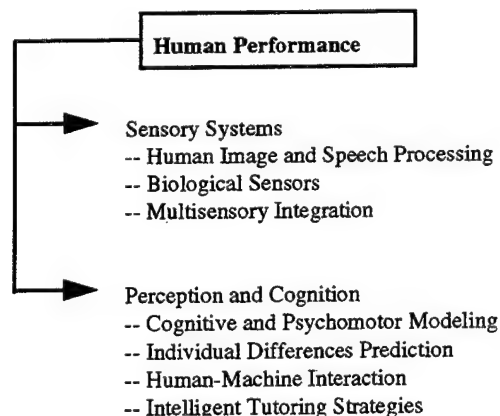 Human Performance
Sensory Systems
-- Human Image and Speech Processing
-- Biological Sensors
-- Multisensory Integration
Perception and Cognition
-- Cognitive and Psychomotor Modeling
-- Individual Differences Prediction
-- Human-Machine Interaction
-- Intelligent Tutoring Strategies